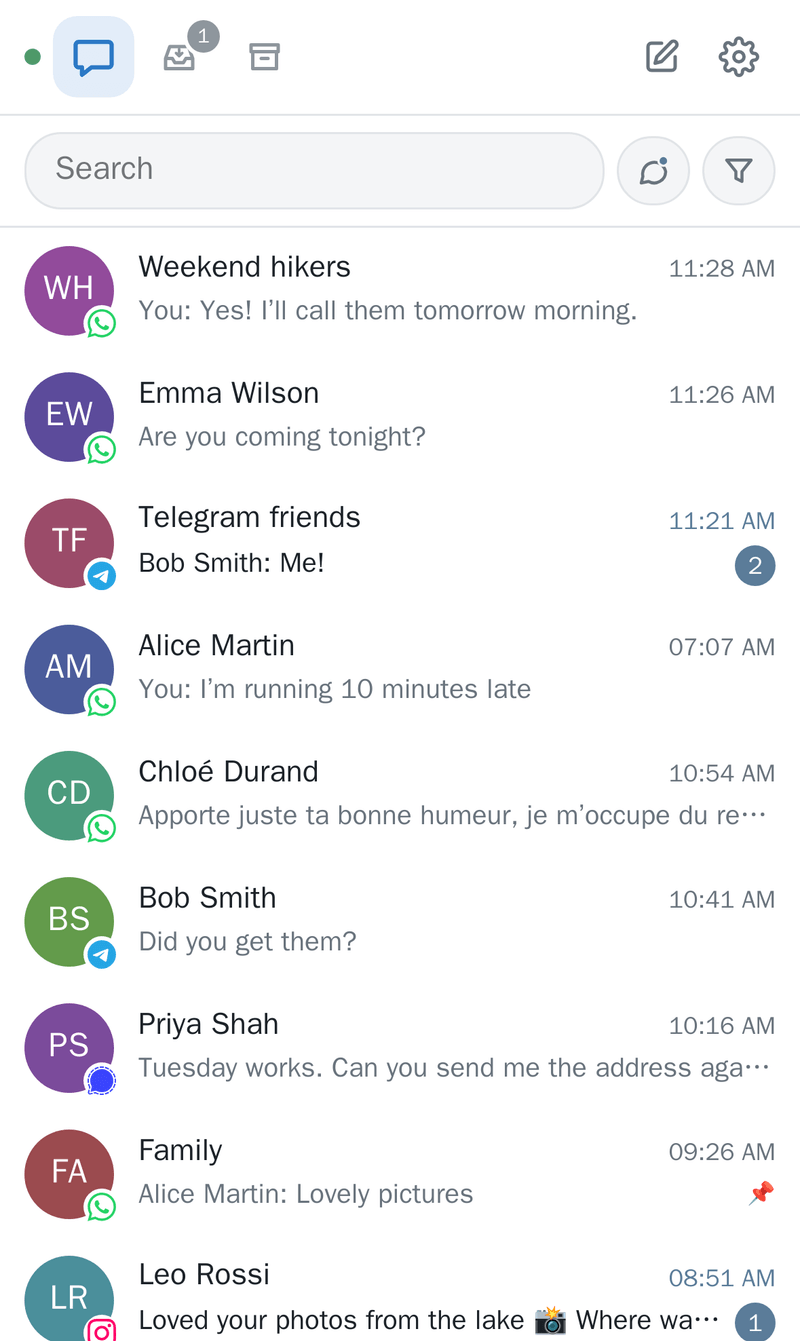 1
Search
WH
Weekend hikers
11:28 AM
You: Yes! I’ll call them tomorrow morning.
EW
Emma Wilson
11:26 AM
Are you coming tonight?
TF
Telegram friends
11:21 AM
Bob Smith: Me!
2
AM
Alice Martin
07:07 AM
You: I’m running 10 minutes late
CD
Chloé Durand
10:54 AM
Apporte juste ta bonne humeur, je m’occupe du re···
BS
Bob Smith
10:41 AM
Did you get them?
PS
Priya Shah
10:16 AM
Tuesday works. Can you send me the address aga···
FA
Family
09:26 AM
Alice Martin: Lovely pictures
📌
LR
Leo Rossi
08:51 AM
Loved your photos from the lake 📸 Where wa···
1